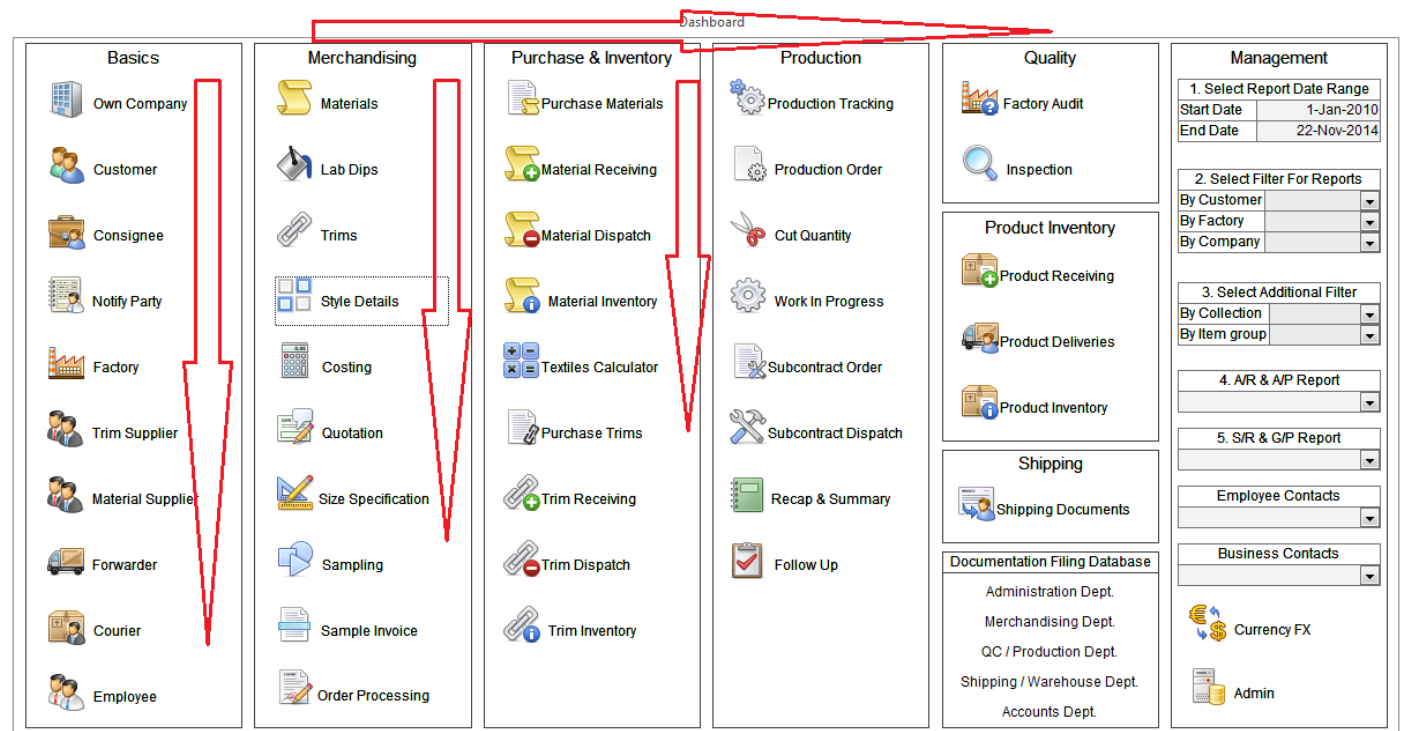 Dashboard
Basics
Own Company
Customer
Consignee
Notify Party
Factory
Trim Supplier
Material Supplier
Forwarder
Courier
Employee
Merchandising
Materials
Lab Dips
Trims
Style Details
Costing
Quotation
Size Specification
Sampling
Sample Invoice
Order Processing
Purchase & Inventory
Purchase Materials
Material Receiving
Material Dispatch
Material Inventory
Textiles Calculator
Purchase Trims
Trim Receiving
Trim Dispatch
Trim Inventory
Production
Production Tracking
Production Order
Cut Quantity
Work In Progress
Subcontract Order
Subcontract Dispatch
Recap & Summary
Follow Up
Quality
Factory Audit
Inspection
Product Inventory
Product Receiving
Product Deliveries
Product Inventory
Shipping
Shipping Documents
Documentation Filing Database
Administration Dept.
Merchandising Dept.
QC / Production Dept.
Shipping / Warehouse Dept.
Accounts Dept.
Management
1. Select Report Date Range
Start Date 1-Jan-2010
End Date 22-Nov-2014
2. Select Filter For Reports
By Customer
By Factory
By Company
3. Select Additional Filter
By Collection
By Item group
4. A/R & A/P Report
5. S/R & G/P Report
Employee Contacts
Business Contacts
Currency FX
Admin